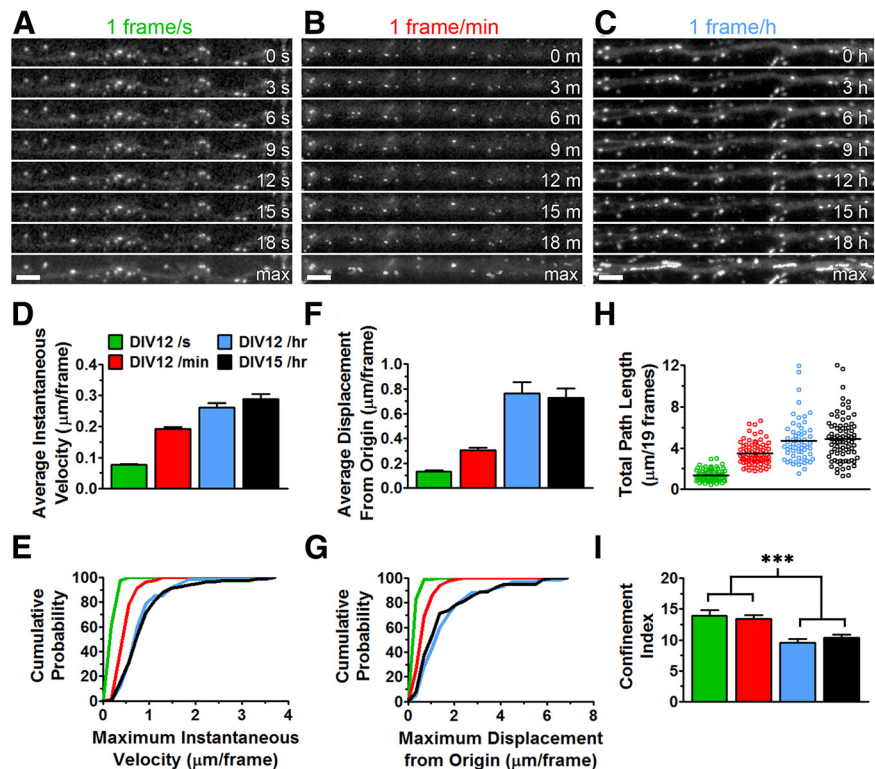 A
1 frame/s
0 s
3 s
6 s
9 s
12 s
15 s
18 s
max
B
1 frame/min
0 m
3 m
6 m
9 m
12 m
15 m
18 m
max
C
1 frame/h
0 h
3 h
6 h
9 h
12 h
15 h
18 h
max
D
DIV12 /s
DIV12 /hr
DIV12 /min
DIV15 /hr
Average Instantaneous
Velocity (μm/frame)
0.4
0.3
0.2
0.1
0.0
F
Average Displacement
From Origin (μm/frame)
1.0
0.8
0.6
0.4
0.2
0.0
H
Total Path Length
(μm/19 frames)
12
8
4
0
E
Cumulative
Probability
100
80
60
40
20
0
0 1 2 3 4
Maximum Instantaneous
Velocity (μm/frame)
G
Cumulative
Probability
100
80
60
40
20
0
0 2 4 6 8
Maximum Displacement
from Origin (μm/frame)
I
Confinement
Index
20
15
10
5
0
***